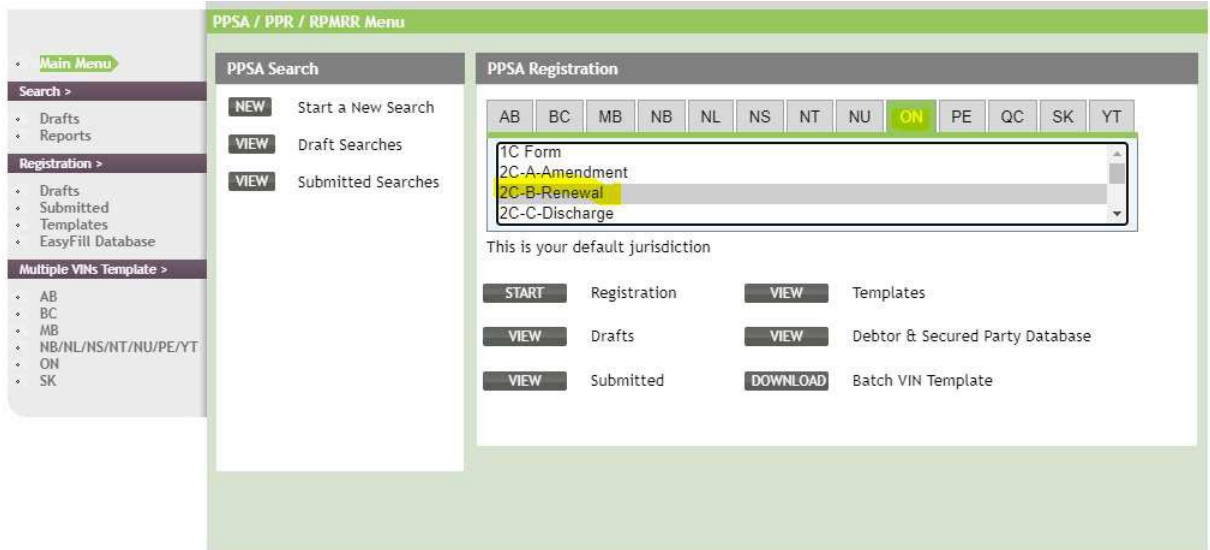 PPSA / PPR / RPMRR Menu
Main Menu
Search >
Drafts
Reports
Registration >
Drafts
Submitted
Templates
EasyFill Database
Multiple VINs Template >
AB
BC
MB
NB/NL/NS/NT/NU/PE/YT
ON
SK
PPSA Search
NEW Start a New Search
VIEW Draft Searches
VIEW Submitted Searches
PPSA Registration
AB BC MB NB NL NS NT NU ON PE QC SK YT
1C Form
2C-A-Amendment
2C-B-Renewal
2C-C-Discharge
This is your default jurisdiction
START Registration VIEW Templates
VIEW Drafts VIEW Debtor & Secured Party Database
VIEW Submitted DOWNLOAD Batch VIN Template